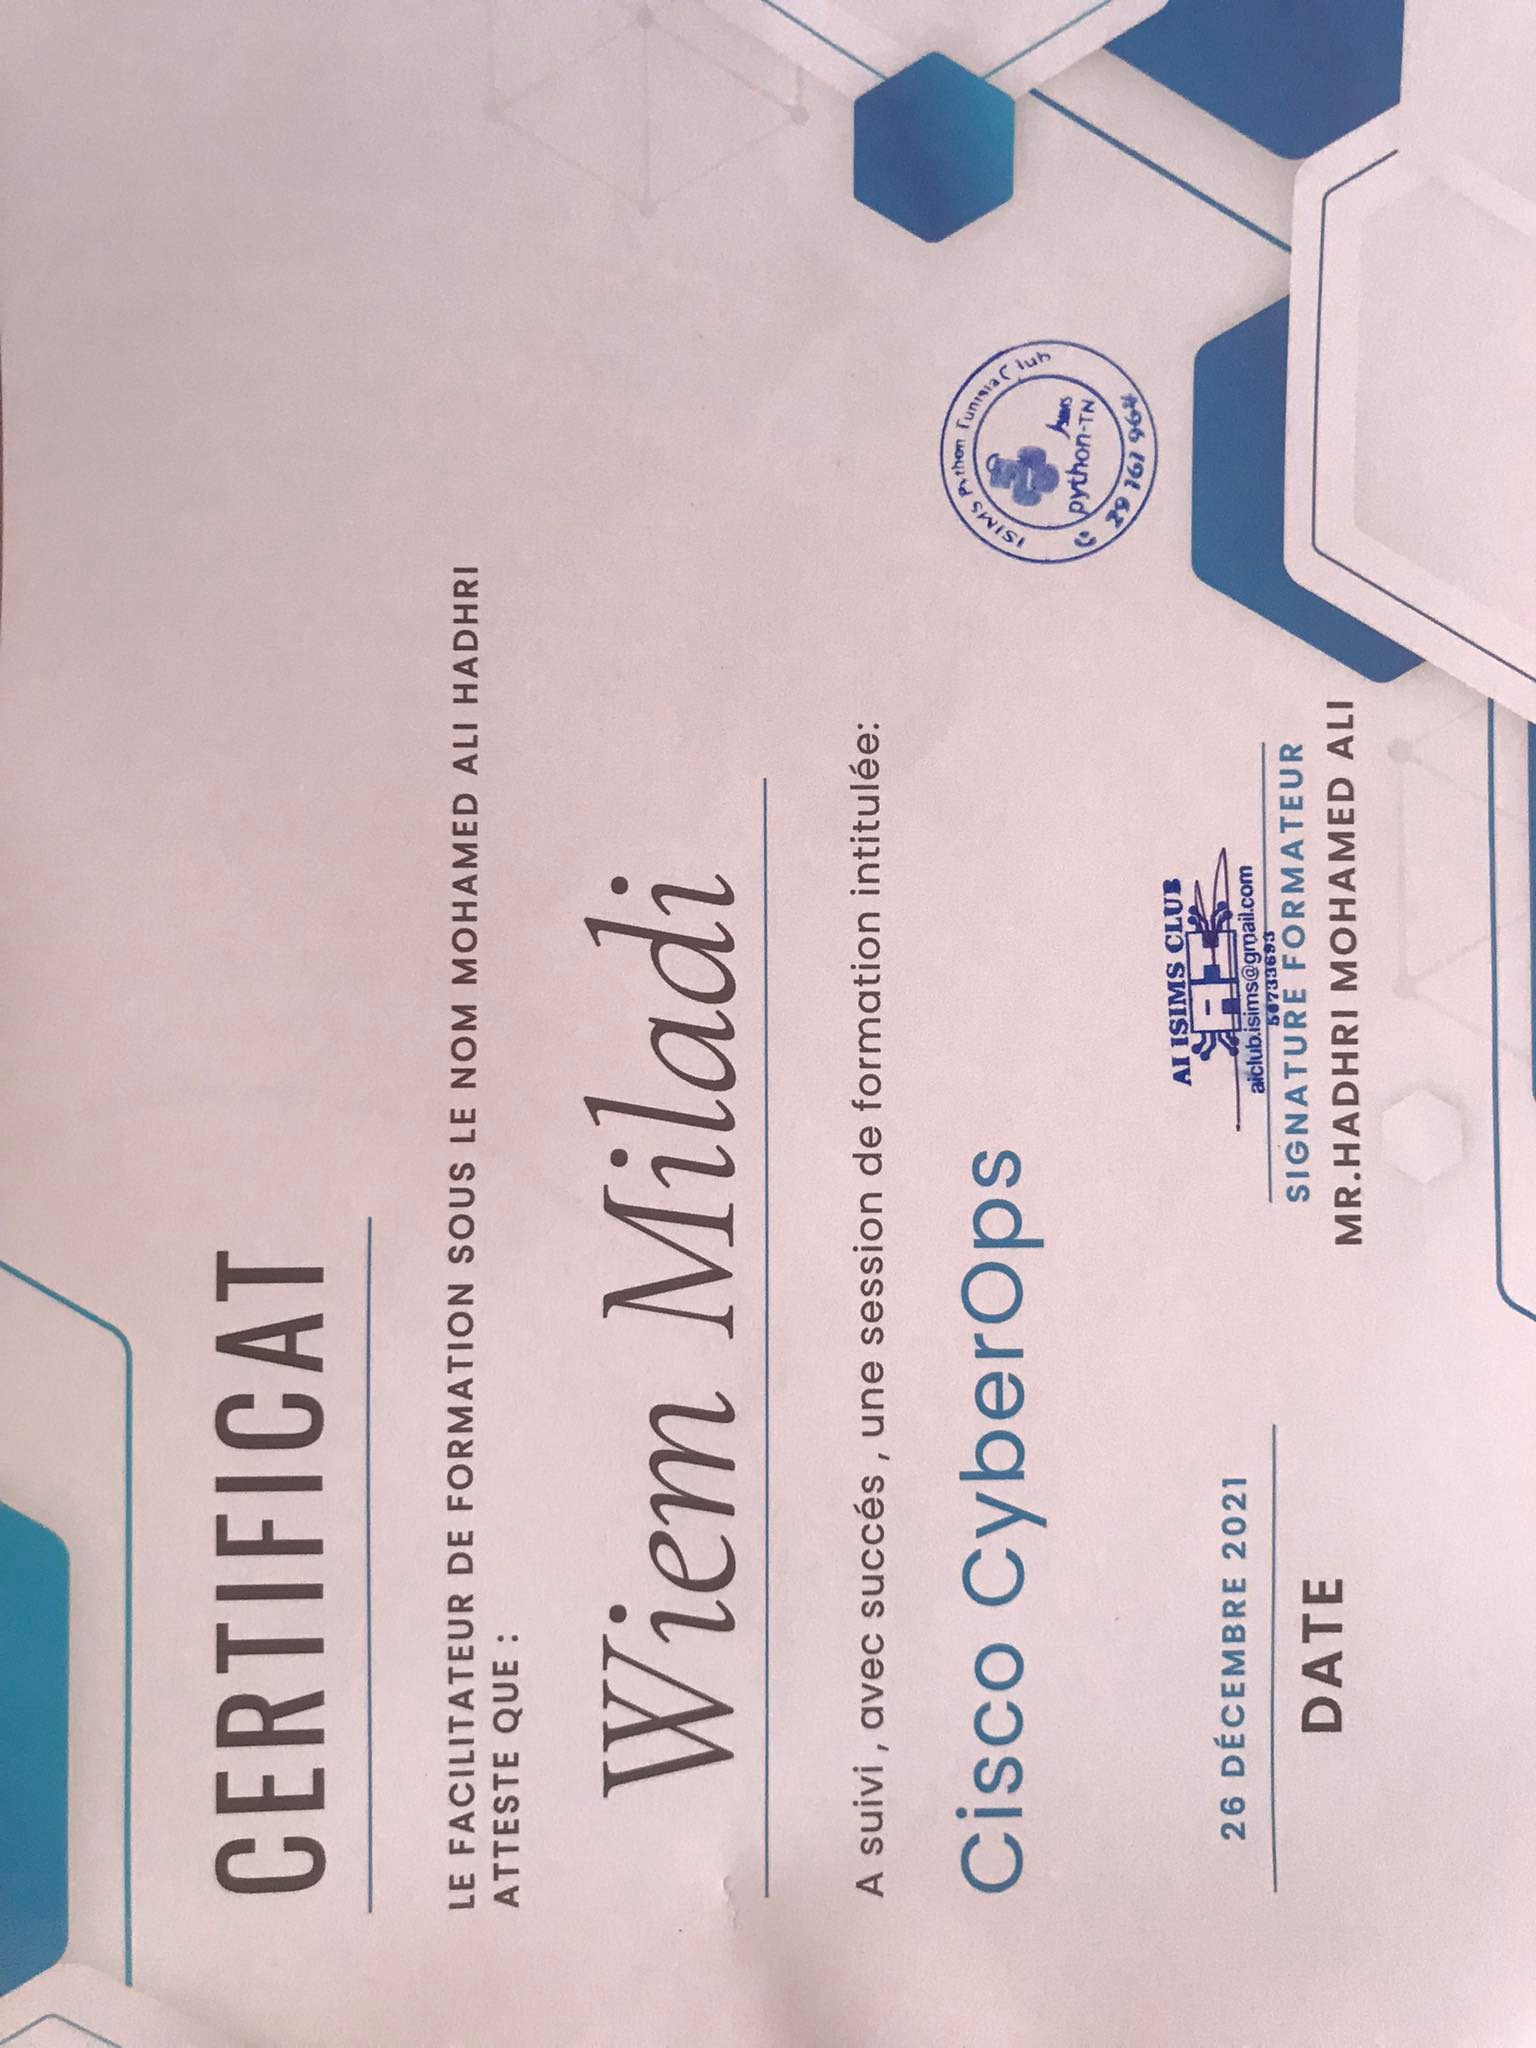 CERTIFICAT
LE FACILITATEUR DE FORMATION SOUS LE NOM MOHAMED ALI HADHRI
ATTESTE QUE :
Wiem Miladi
A suivi , avec succés , une session de formation intitulée:
Cisco CyberOps
ISIMS Python Tunisia Club
python-TN
29 161 964
26 DÉCEMBRE 2021
DATE
AI ISIMS CLUB
aiclub.isims@gmail.com
56733693
SIGNATURE FORMATEUR
MR.HADHRI MOHAMED ALI